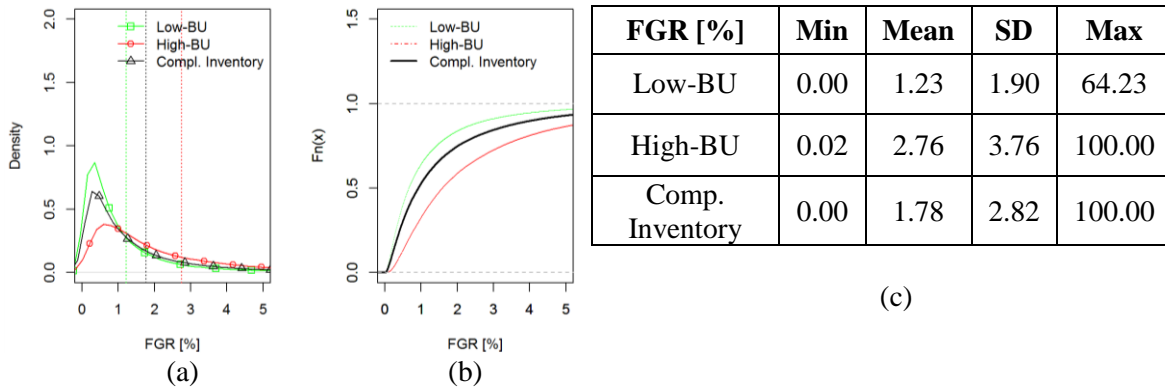 Low-BU
High-BU
Compl. Inventory
Density
0.0 0.5 1.0 1.5 2.0
0 1 2 3 4 5
FGR [%]
(a)
Low-BU
High-BU
Compl. Inventory
Fn(x)
0.0 0.5 1.0 1.5
0 1 2 3 4 5
FGR [%]
(b)
FGR [%] Min Mean SD Max
Low-BU 0.00 1.23 1.90 64.23
High-BU 0.02 2.76 3.76 100.00
Comp.
Inventory 0.00 1.78 2.82 100.00
(c)